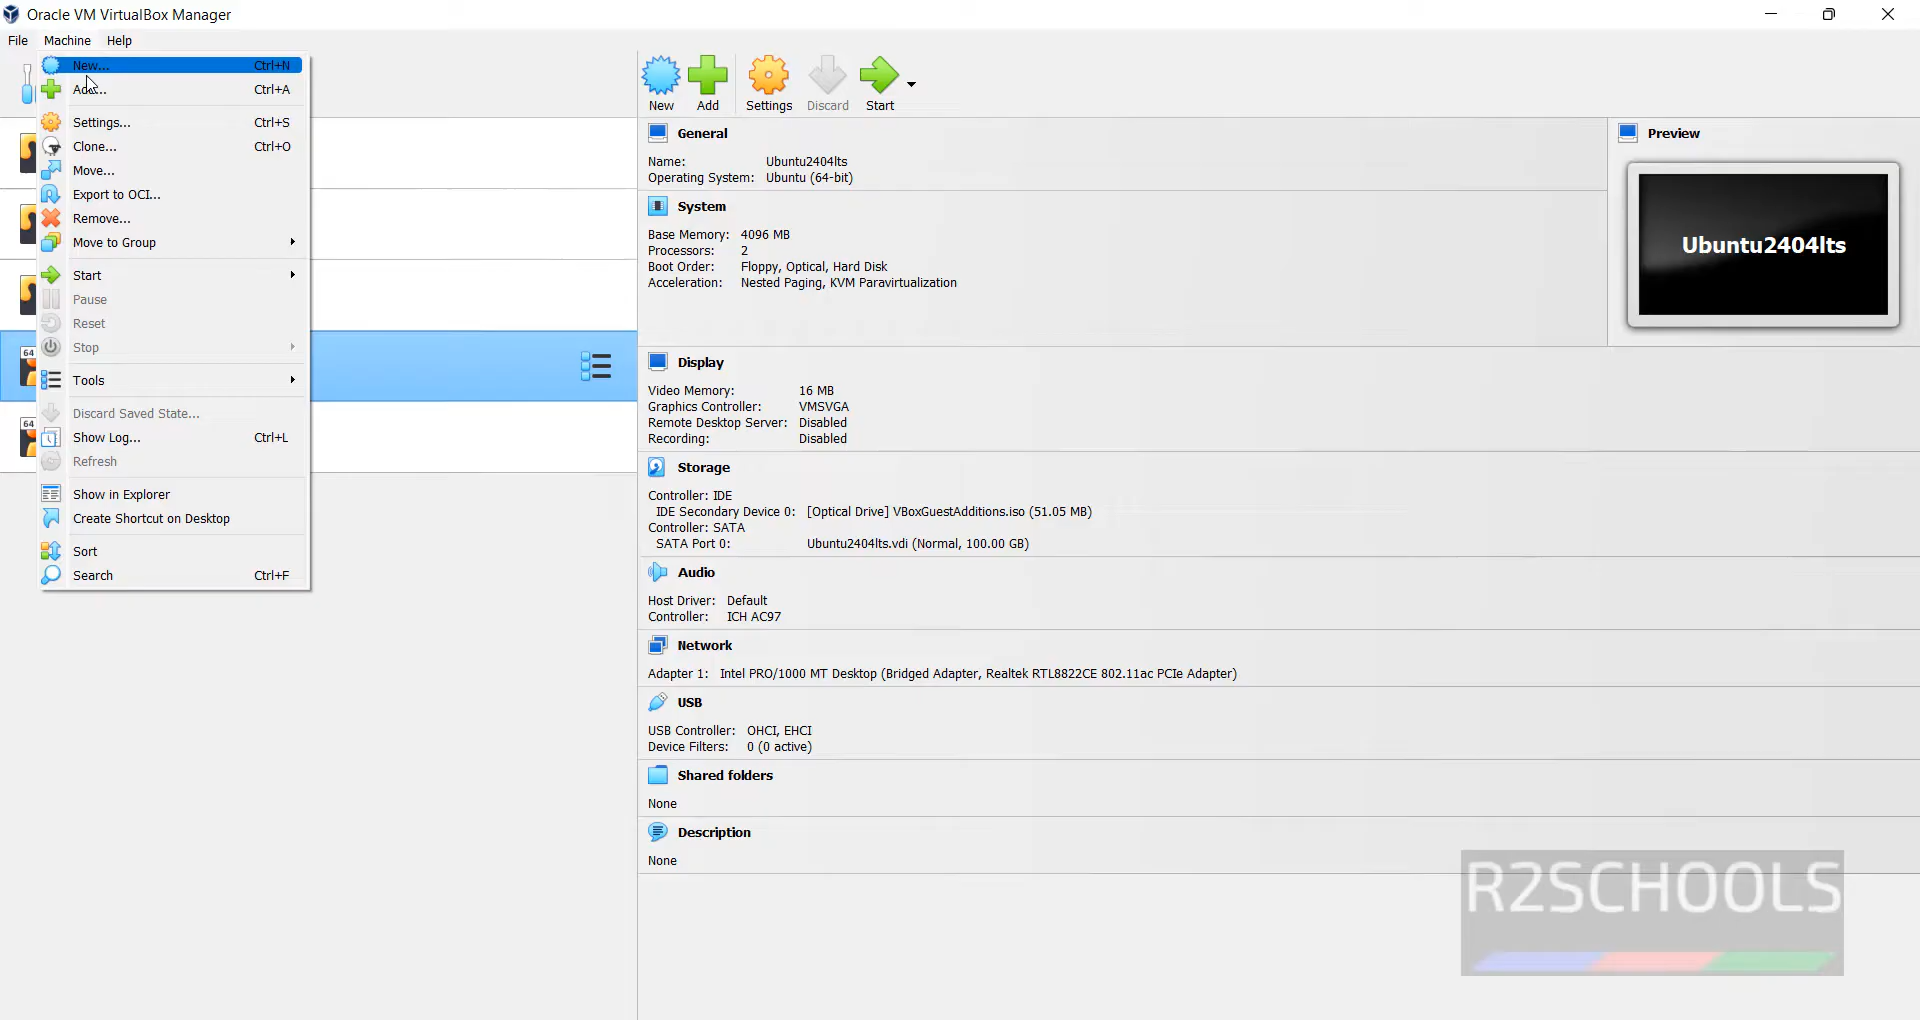 Oracle VM VirtualBox Manager
File Machine Help
New... Ctrl+N
Add... Ctrl+A
Settings... Ctrl+S
Clone... Ctrl+O
Move...
Export to OCI...
Remove...
Move to Group
Start
Pause
Reset
Stop
Tools
Discard Saved State...
Show Log... Ctrl+L
Refresh
Show in Explorer
Create Shortcut on Desktop
Sort
Search Ctrl+F
64
64
New Add Settings Discard Start
General
Name: Ubuntu2404lts
Operating System: Ubuntu (64-bit)
System
Base Memory: 4096 MB
Processors: 2
Boot Order: Floppy, Optical, Hard Disk
Acceleration: Nested Paging, KVM Paravirtualization
Preview
Ubuntu2404lts
Display
Video Memory: 16 MB
Graphics Controller: VMSVGA
Remote Desktop Server: Disabled
Recording: Disabled
Storage
Controller: IDE
IDE Secondary Device 0: [Optical Drive] VBoxGuestAdditions.iso (51.05 MB)
Controller: SATA
SATA Port 0: Ubuntu2404lts.vdi (Normal, 100.00 GB)
Audio
Host Driver: Default
Controller: ICH AC97
Network
Adapter 1: Intel PRO/1000 MT Desktop (Bridged Adapter, Realtek RTL8822CE 802.11ac PCIe Adapter)
USB
USB Controller: OHCI, EHCI
Device Filters: 0 (0 active)
Shared folders
None
Description
None
R2SCHOOLS